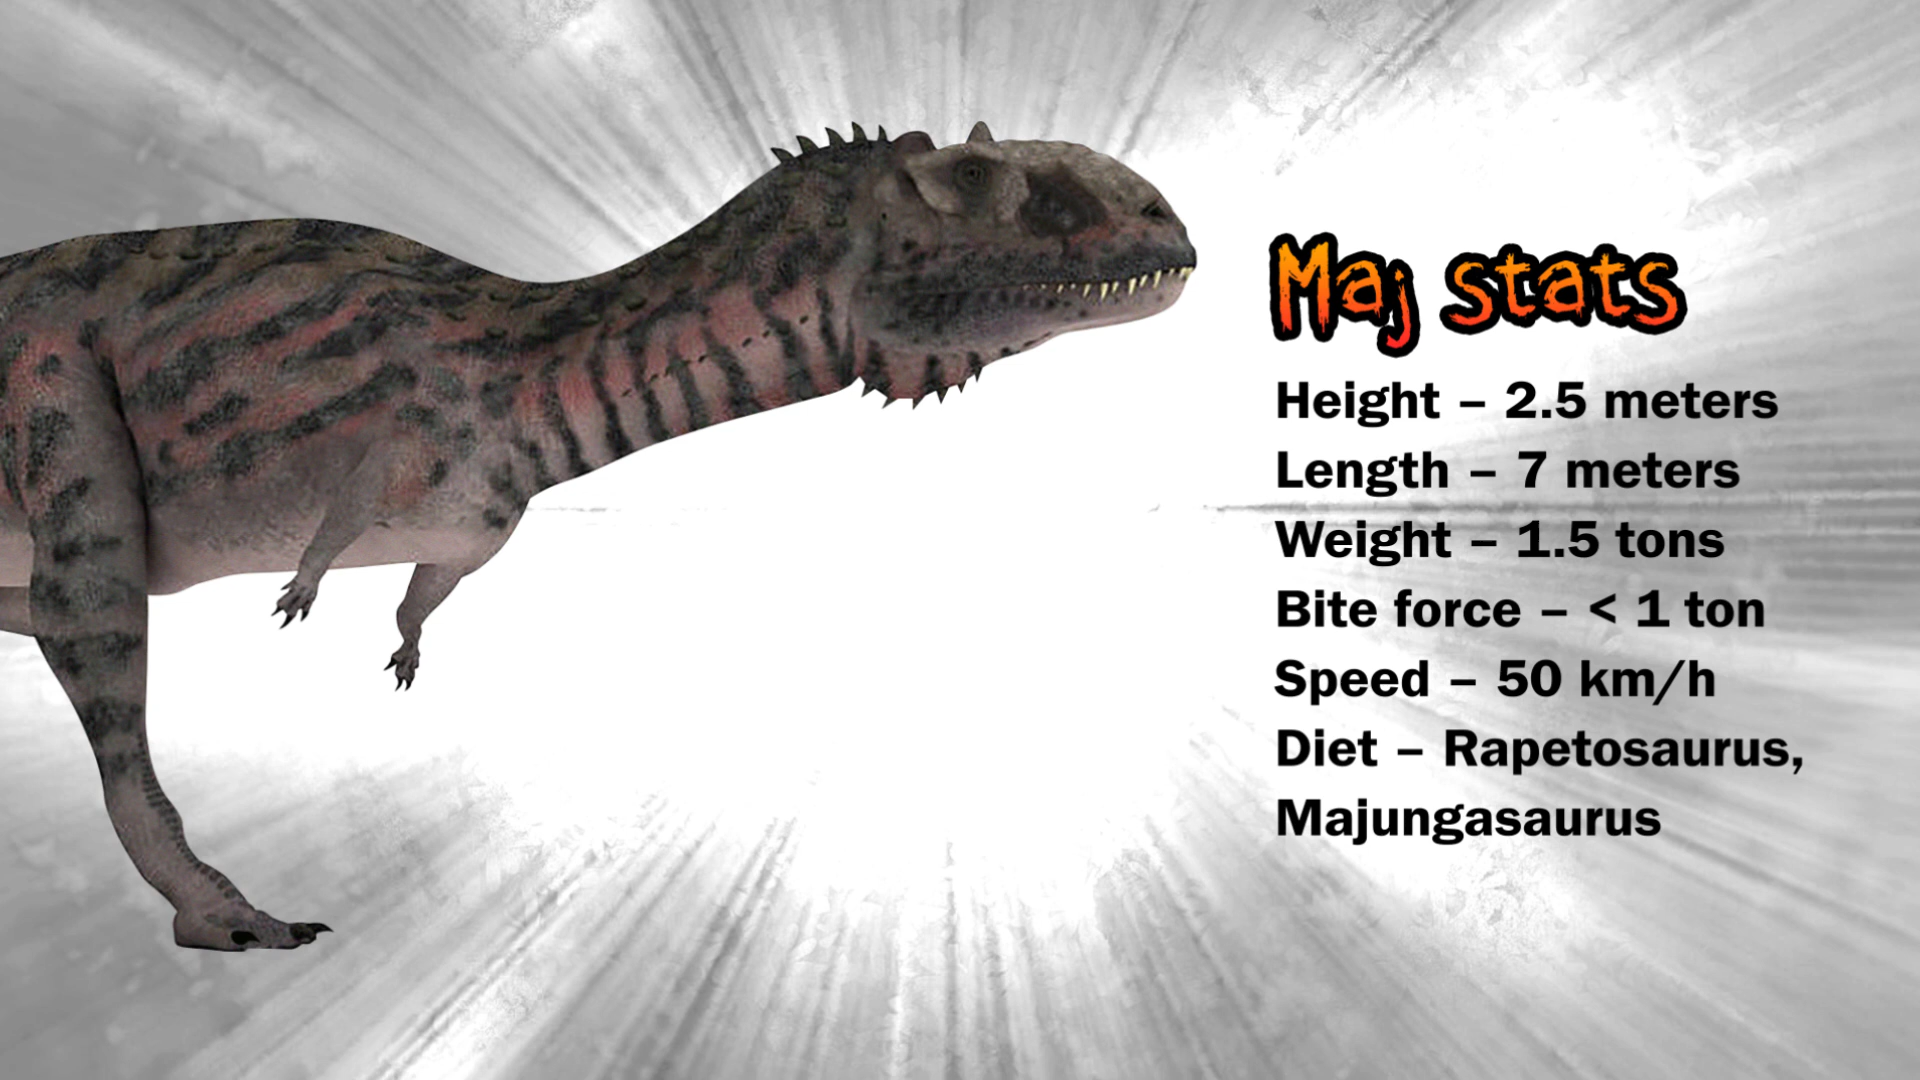 Maj stats
Height – 2.5 meters
Length – 7 meters
Weight – 1.5 tons
Bite force – < 1 ton
Speed – 50 km/h
Diet – Rapetosaurus,
Majungasaurus